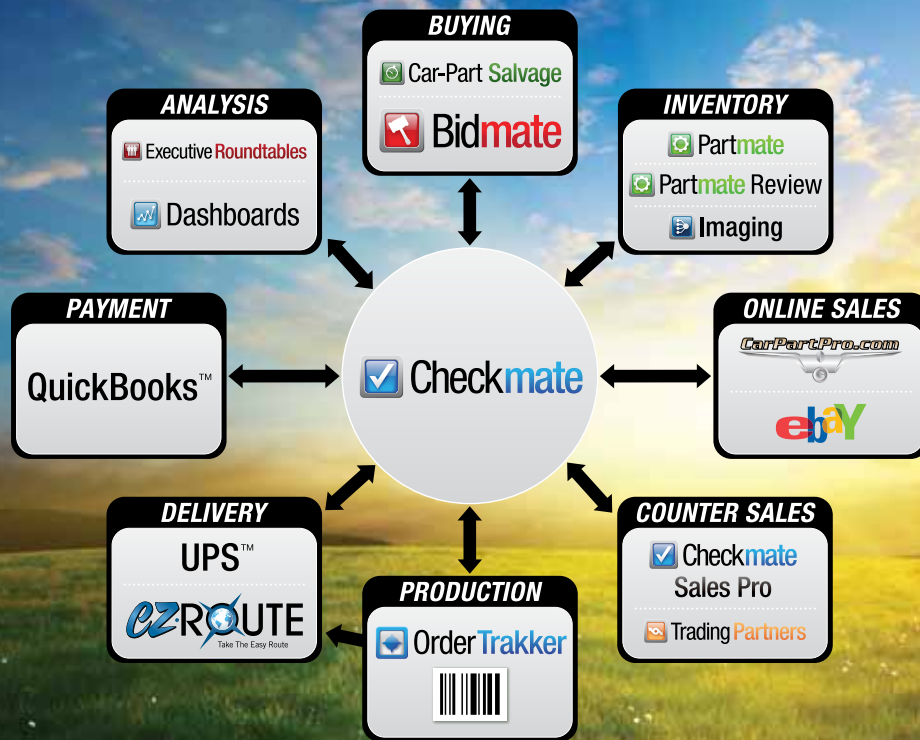 BUYING
Car-Part Salvage
Bidmate
ANALYSIS
Executive Roundtables
Dashboards
INVENTORY
Partmate
Partmate Review
Imaging
PAYMENT
QuickBooks™
Checkmate
ONLINE SALES
CarPartPro.com
ebaY
DELIVERY
UPS™
EZ·ROUTE
Take The Easy Route
PRODUCTION
OrderTrakker
COUNTER SALES
Checkmate
Sales Pro
Trading Partners